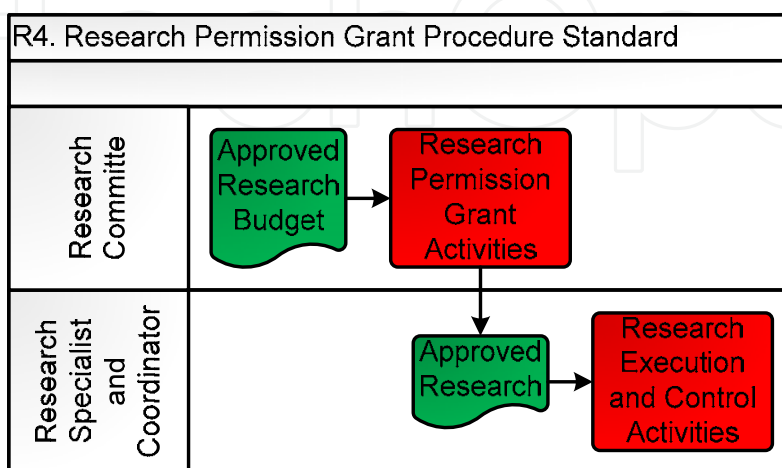 R4. Research Permission Grant Procedure Standard
Research
Committe
Approved
Research
Budget
Research
Permission
Grant
Activities
Research
Specialist
and
Coordinator
Approved
Research
Research
Execution
and Control
Activities